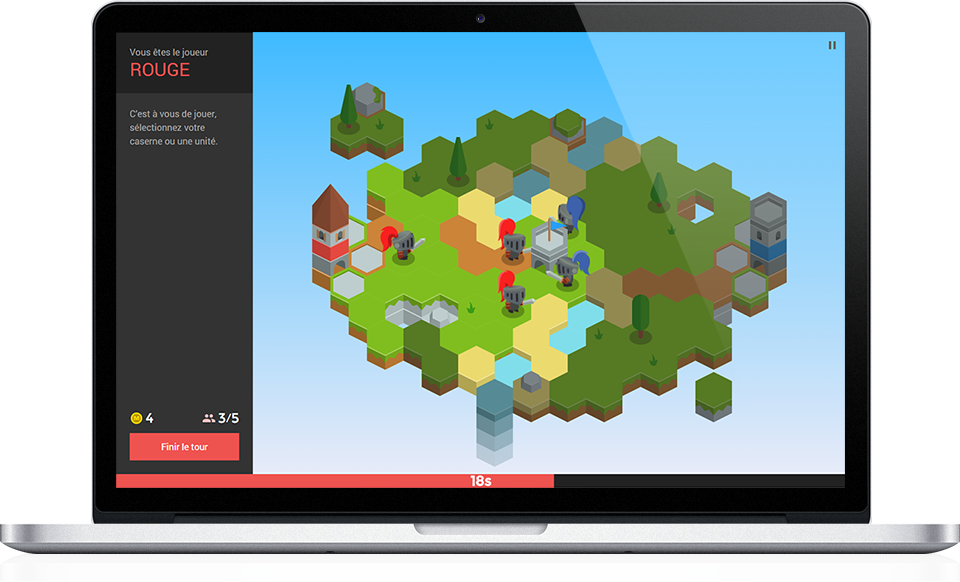 Vous êtes le joueur
ROUGE
C'est à vous de jouer,
sélectionnez votre
caserne ou une unité.
4
3/5
Finir le tour
18s